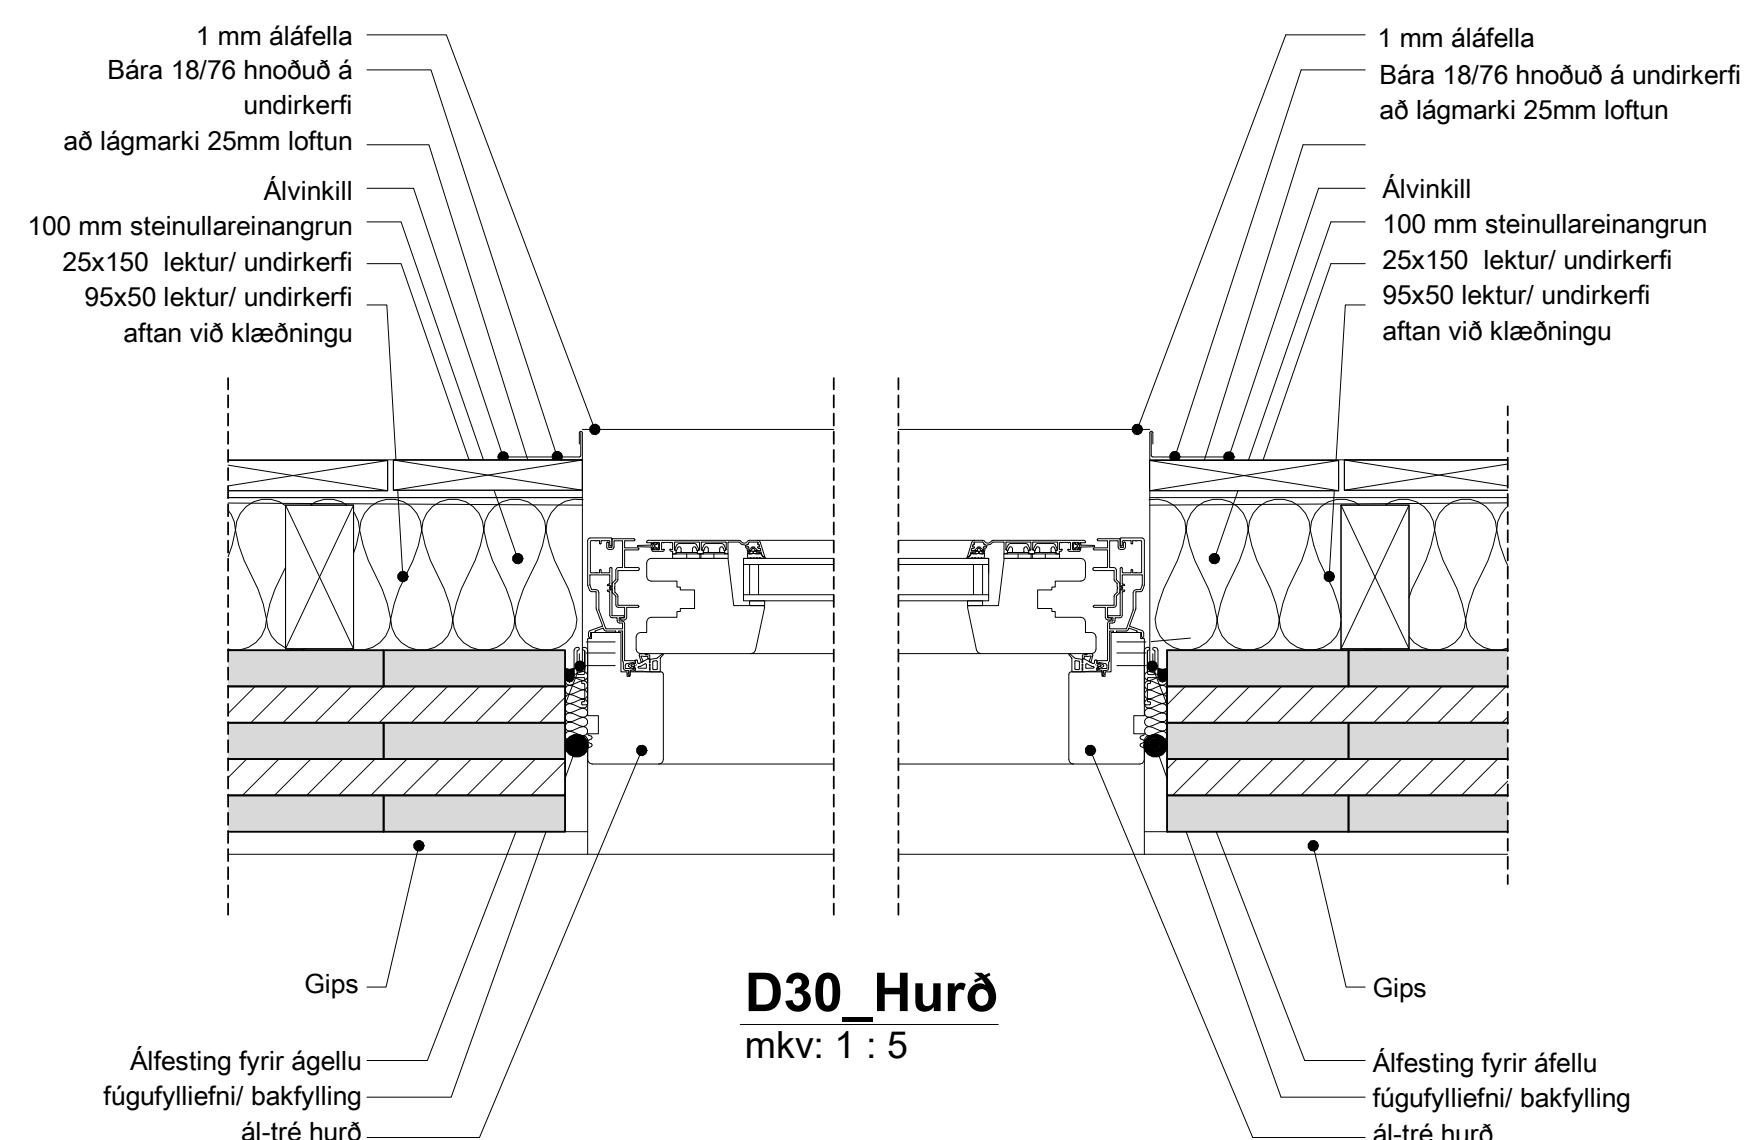 1 mm áláfella
Bára 18/76 hnoðuð á
undirkerfi
að lágmarki 25mm loftun
Álvinkill
100 mm steinullareinangrun
25x150 lektur/ undirkerfi
95x50 lektur/ undirkerfi
aftan við klæðningu
1 mm áláfella
Bára 18/76 hnoðuð á undirkerfi
að lágmarki 25mm loftun
Álvinkill
100 mm steinullareinangrun
25x150 lektur/ undirkerfi
95x50 lektur/ undirkerfi
aftan við klæðningu
Gips
Álfesting fyrir ágellu
fúgufylliefni/ bakfylling
ál-tré hurð
D30_Hurð
mkv: 1 : 5
Gips
Álfesting fyrir áfellu
fúgufylliefni/ bakfylling
ál-tré hurð